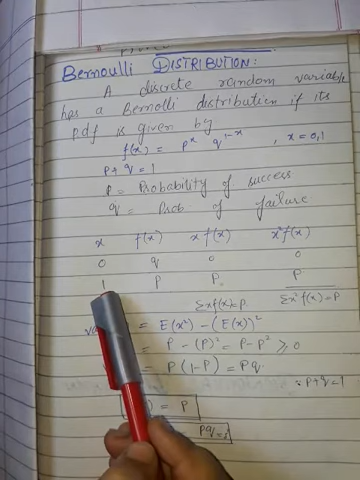 Bernoulli DISTRIBUTION:
A discrete random variable
has a Bernolli distribution if its
pdf is given by
f(x) = p^x q^1-x , x = 0,1
P + q = 1
P = Probability of success
q = Prob of failure
x f(x) x f(x) x²f(x)
0 q 0 0
1 P P. P
Σxf(x)=P. Σx²f(x)=P
= E(x²) - (E(x))²
= P - (P)² = P - P² ≥ 0
= P(1-P) = Pq. ∵ P+q=1
) = P
= Pq